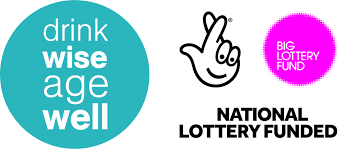 drink
wise
age
well
®
BIG
LOTTERY
FUND
NATIONAL
LOTTERY FUNDED